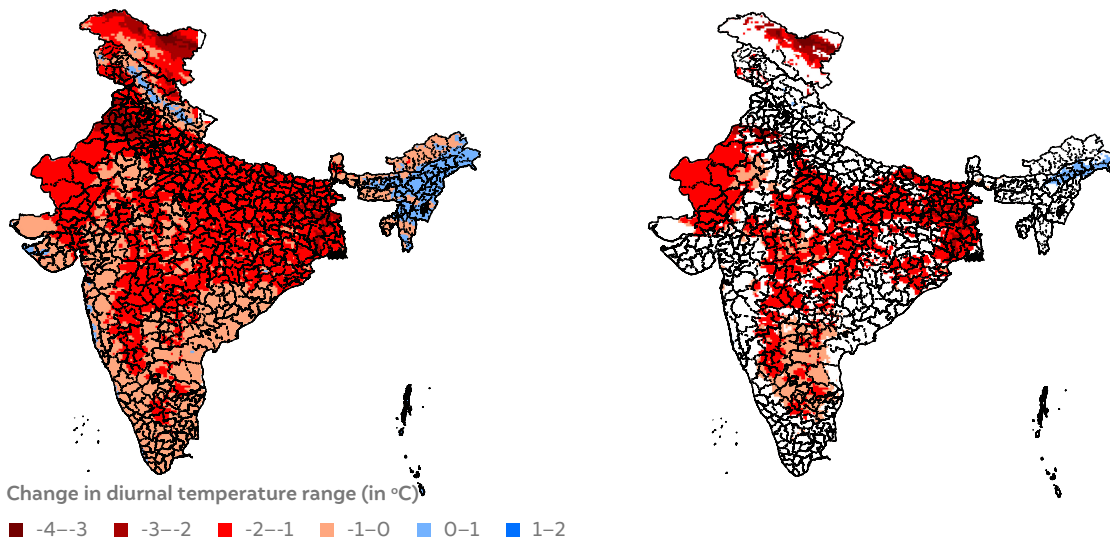 Change in diurnal temperature range (in °C)
-4–-3 -3–-2 -2–-1 -1–0 0–1 1–2